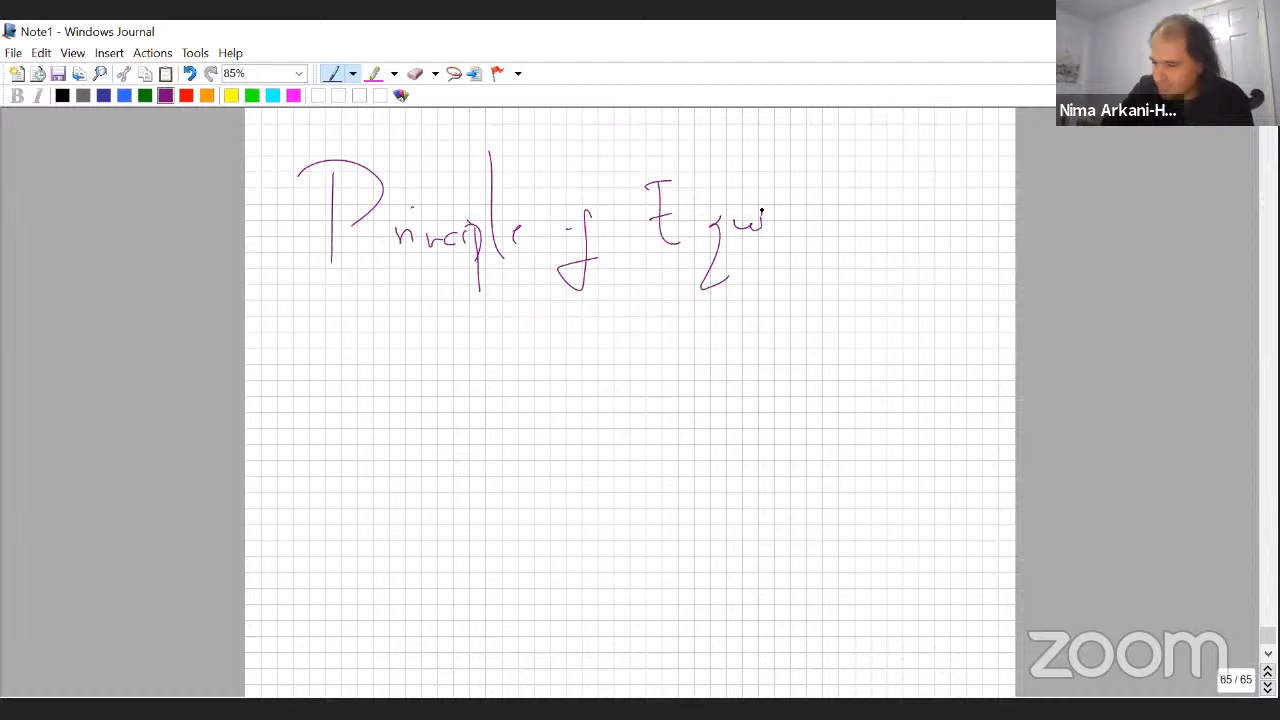 Note1 - Windows Journal
File Edit View Insert Actions Tools Help
85%
B I
Nima Arkani-H...
Principle of Equi
zoom
65 / 65